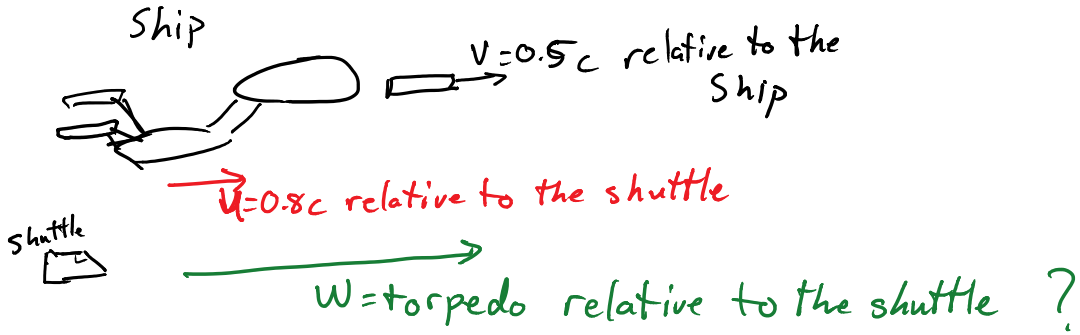 Ship
V=0.5c relative to the
Ship
u=0.8c relative to the shuttle
shuttle
W=torpedo relative to the shuttle ?